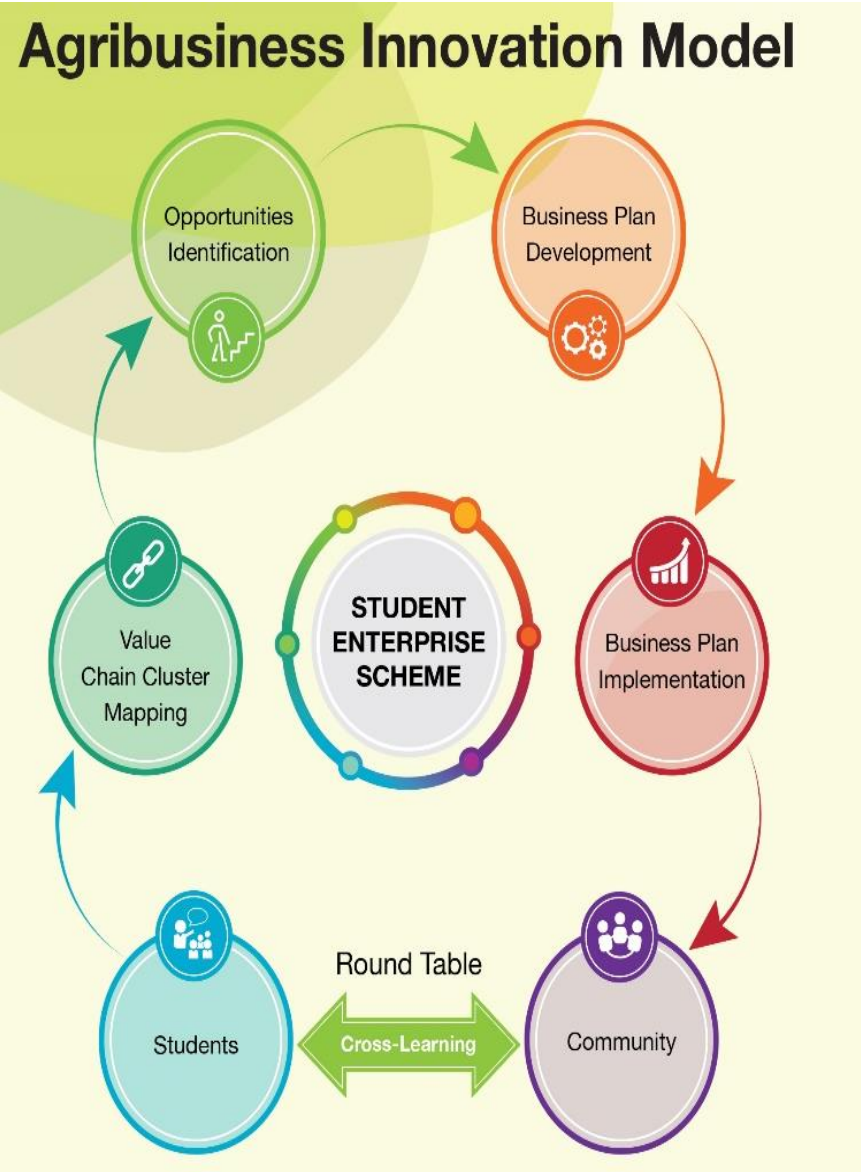 Agribusiness Innovation Model
Opportunities
Identification
Business Plan
Development
Value
Chain Cluster
Mapping
STUDENT
ENTERPRISE
SCHEME
Business Plan
Implementation
Students
Round Table
Cross-Learning
Community